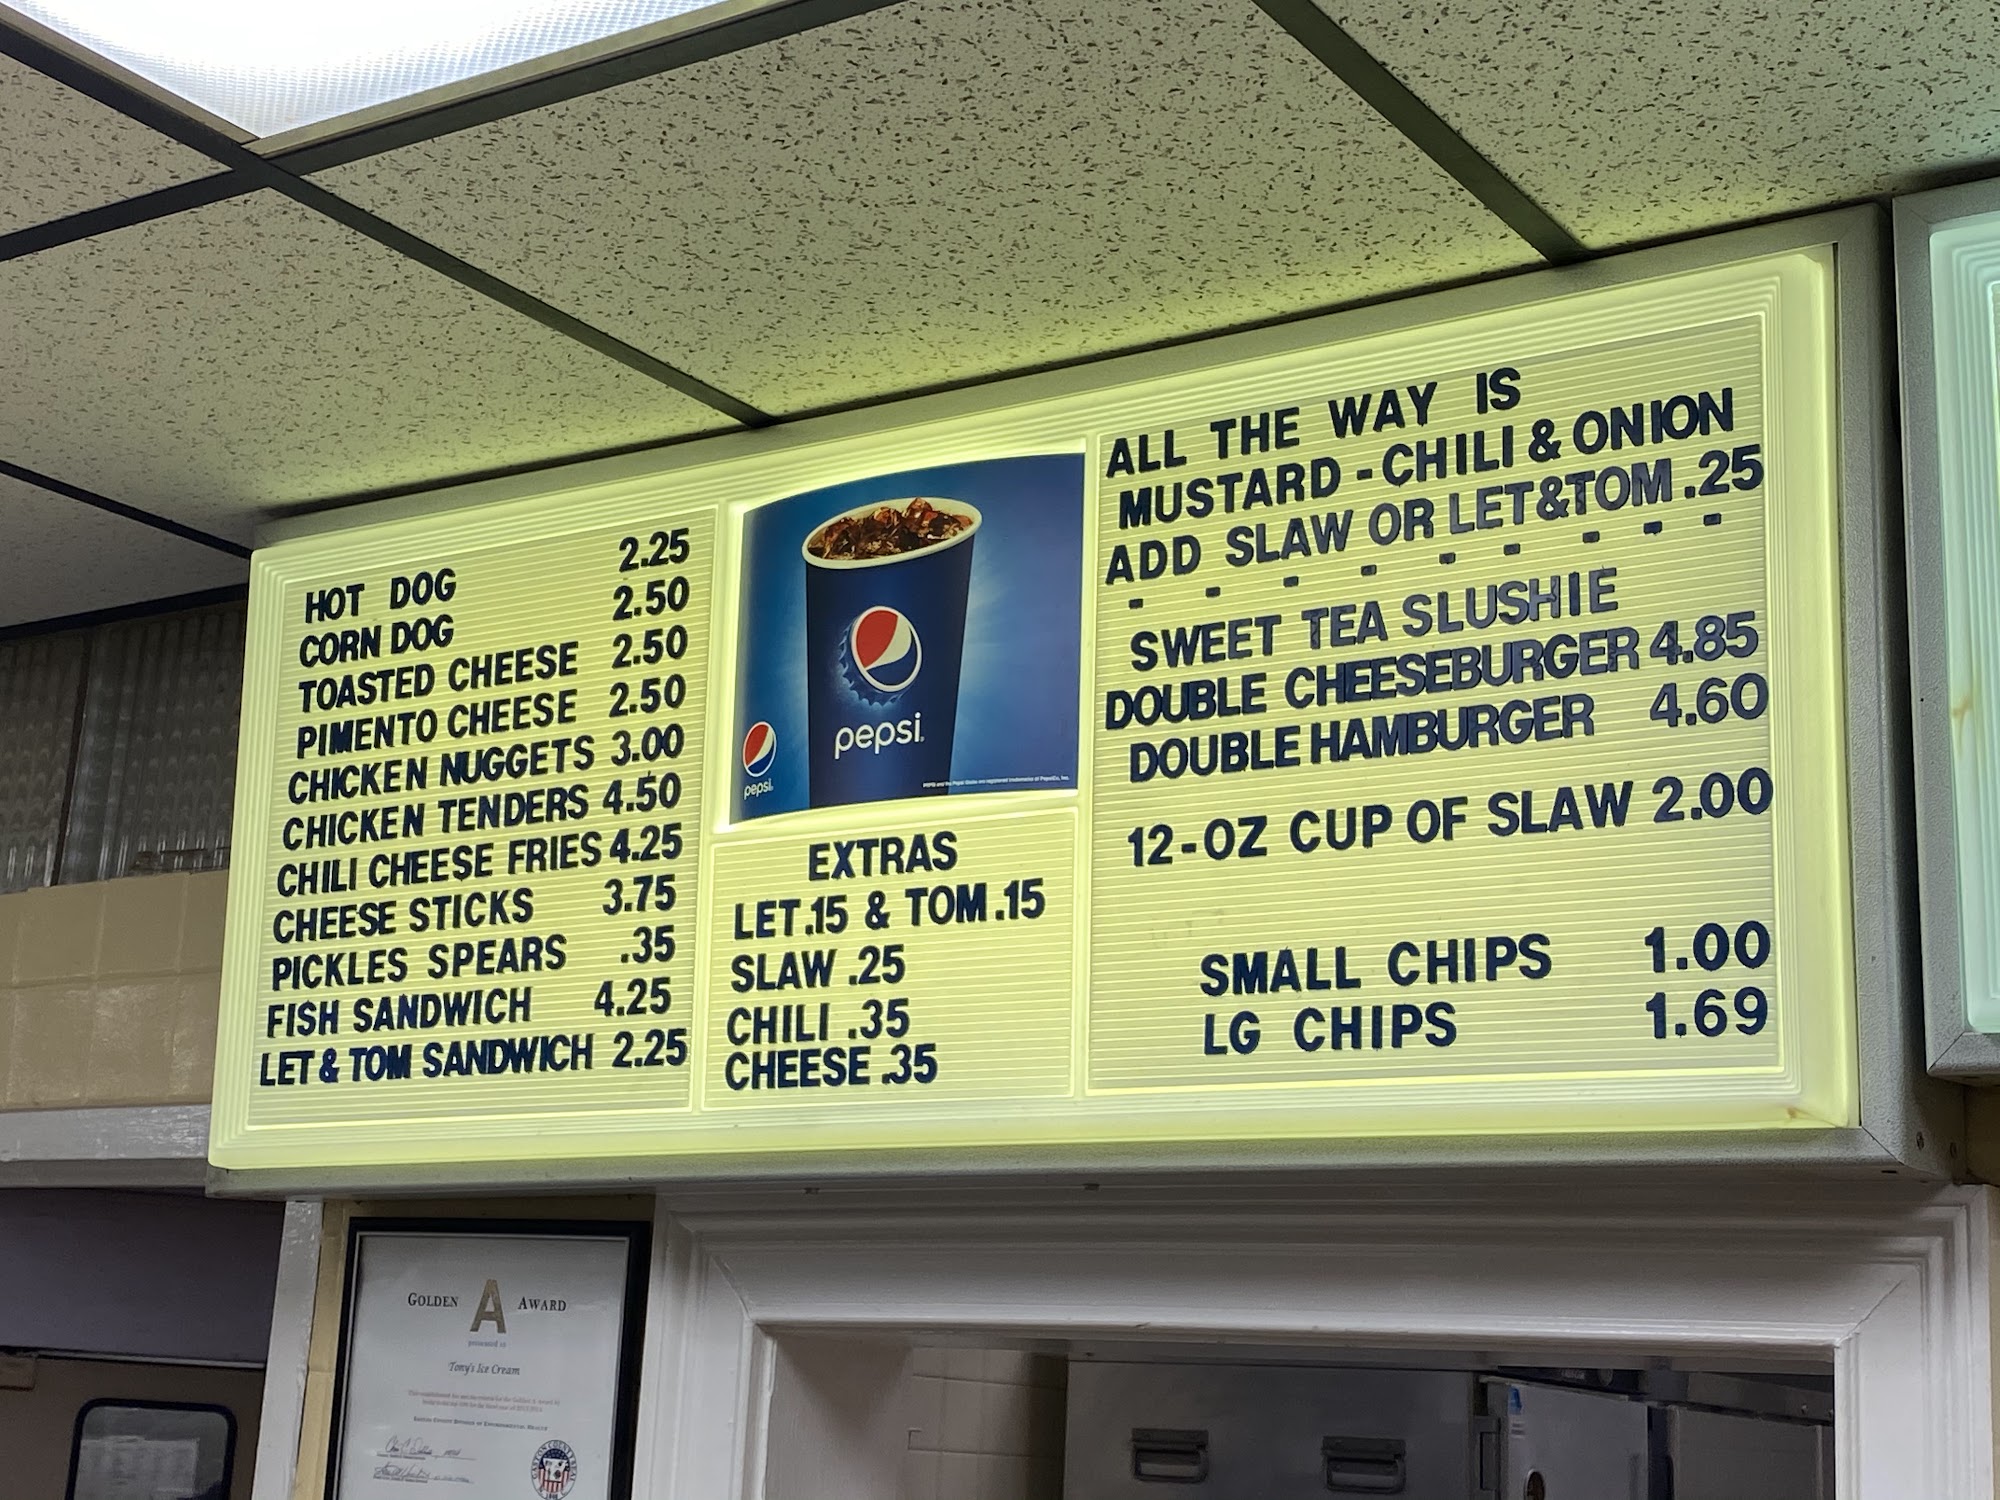 HOT DOG 2.25
CORN DOG 2.50
TOASTED CHEESE 2.50
PIMENTO CHEESE 2.50
CHICKEN NUGGETS 3.00
CHICKEN TENDERS 4.50
CHILI CHEESE FRIES 4.25
CHEESE STICKS 3.75
PICKLES SPEARS .35
FISH SANDWICH 4.25
LET & TOM SANDWICH 2.25
pepsi
pepsi
EXTRAS
LET .15 & TOM .15
SLAW .25
CHILI .35
CHEESE .35
ALL THE WAY IS
MUSTARD - CHILI & ONION
ADD SLAW OR LET&TOM .25
- - - - - - - -
SWEET TEA SLUSHIE
DOUBLE CHEESEBURGER 4.85
DOUBLE HAMBURGER 4.60
12-OZ CUP OF SLAW 2.00
SMALL CHIPS 1.00
LG CHIPS 1.69
GOLDEN A AWARD
presented to
Tony's Ice Cream